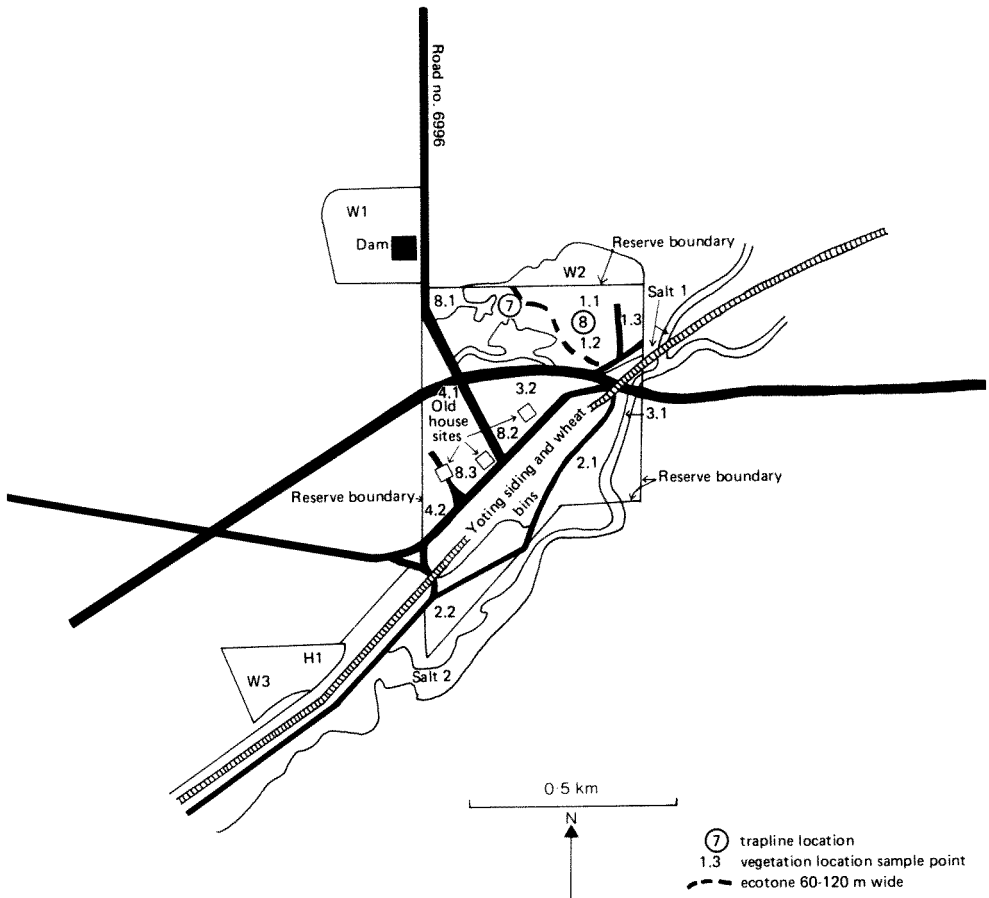 Road no. 6996
W1
Dam
Reserve boundary
W2
Salt 1
8.1
7
1.1
8
1.3
1.2
4.1
3.2
Old
house
sites
8.2
3.1
8.3
2.1
Yoting siding and wheat
bins
Reserve boundary
Reserve boundary
4.2
2.2
H1
W3
Salt 2
0·5 km
N
7 trapline location
1.3 vegetation location sample point
ecotone 60-120 m wide